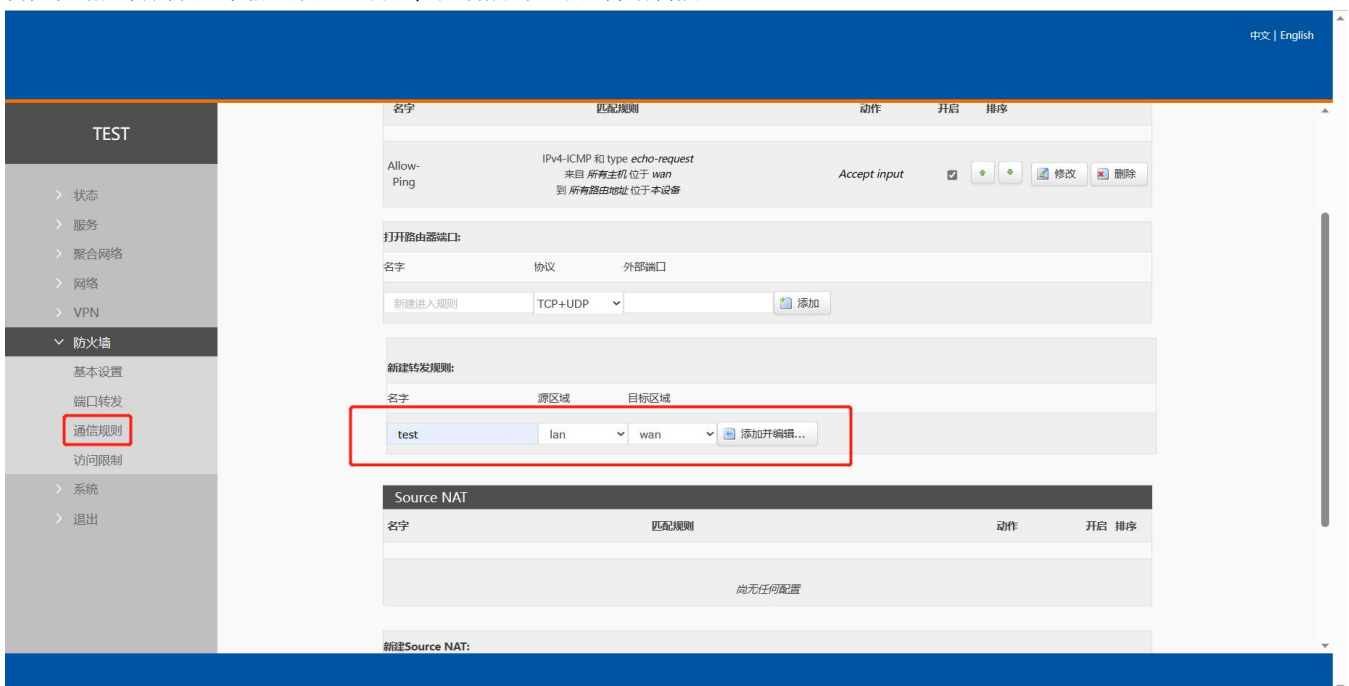 中文 | English
TEST
状态
服务
聚合网络
网络
VPN
防火墙
基本设置
端口转发
通信规则
访问限制
系统
退出
名字 匹配规则 动作 开启 排序
Allow-
Ping
IPv4-ICMP 和 type echo-request
来自 所有主机 位于 wan
到 所有路由地址 位于 本设备
Accept input
修改 删除
打开路由器端口:
名字 协议 外部端口
新建进入规则 TCP+UDP 添加
新建转发规则:
名字 源区域 目标区域
test lan wan 添加并编辑...
Source NAT
名字 匹配规则 动作 开启 排序
尚无任何配置
新建Source NAT: